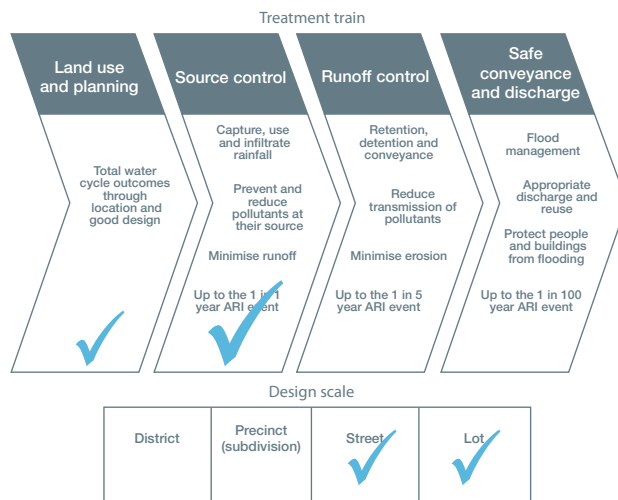 Treatment train
Land use
and planning
Total water
cycle outcomes
through
location and
good design
Source control
Capture, use
and infiltrate
rainfall
Prevent and
reduce
pollutants at
their source
Minimise runoff
Up to the 1 in 1
year ARI event
Runoff control
Retention,
detention and
conveyance
Reduce
transmission of
pollutants
Minimise erosion
Up to the 1 in 5
year ARI event
Safe
conveyance
and discharge
Flood
management
Appropriate
discharge and
reuse
Protect people
and buildings
from flooding
Up to the 1 in 100
year ARI event
Design scale
District
Precinct
(subdivision)
Street
Lot